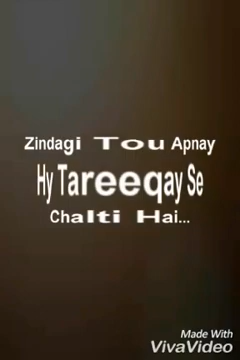 Zindagi Tou Apnay
Hy Tareeqay Se
Chalti Hai...
Made With
VivaVideo